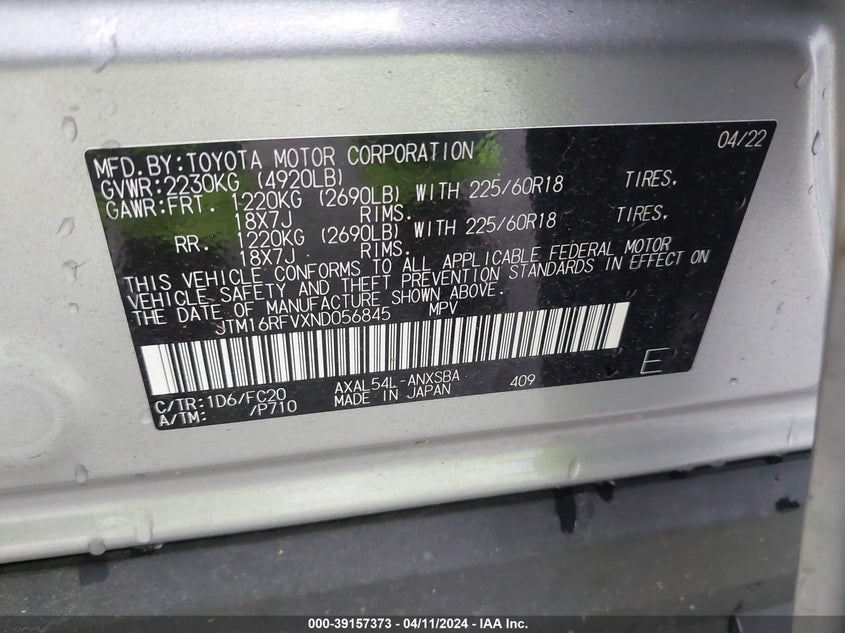 04/22
MFD.BY:TOYOTA MOTOR CORPORATION
GVWR:2230KG (4920LB)
GAWR:FRT. 1220KG (2690LB) WITH 225/60R18 TIRES,
18X7J RIMS.
RR. 1220KG (2690LB) WITH 225/60R18 TIRES,
18X7J RIMS.
THIS VEHICLE CONFORMS TO ALL APPLICABLE FEDERAL MOTOR
VEHICLE SAFETY AND THEFT PREVENTION STANDARDS IN EFFECT ON
THE DATE OF MANUFACTURE SHOWN ABOVE.
JTM16RFVXND056845 MPV
C/TR:1D6/FC20 AXAL54L-ANXSBA 409 E
A/TM: /P710 MADE IN JAPAN
000-39157373 / 04/11/2024 - IAA Inc.